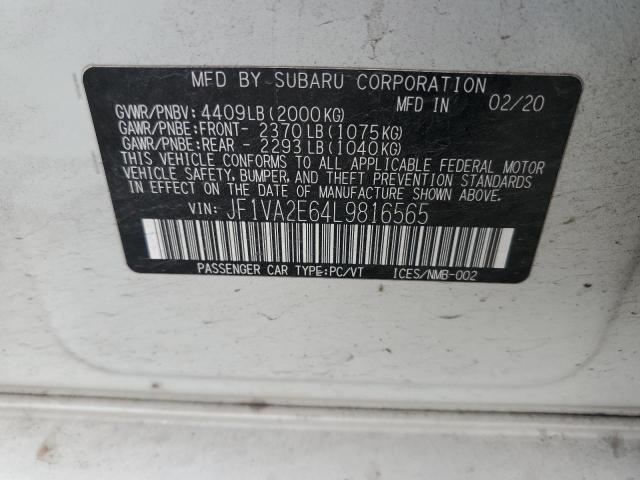 MFD BY SUBARU CORPORATION
MFD IN 02/20
GVWR/PNBV: 4409LB(2000KG)
GAWR/PNBE:FRONT- 2370LB(1075KG)
GAWR/PNBE:REAR - 2293LB(1040KG)
THIS VEHICLE CONFORMS TO ALL APPLICABLE FEDERAL MOTOR
VEHICLE SAFETY, BUMPER, AND THEFT PREVENTION STANDARDS
IN EFFECT ON THE DATE OF MANUFACTURE SHOWN ABOVE.
VIN: JF1VA2E64L9816565
PASSENGER CAR TYPE:PC/VT ICES/NMB-002